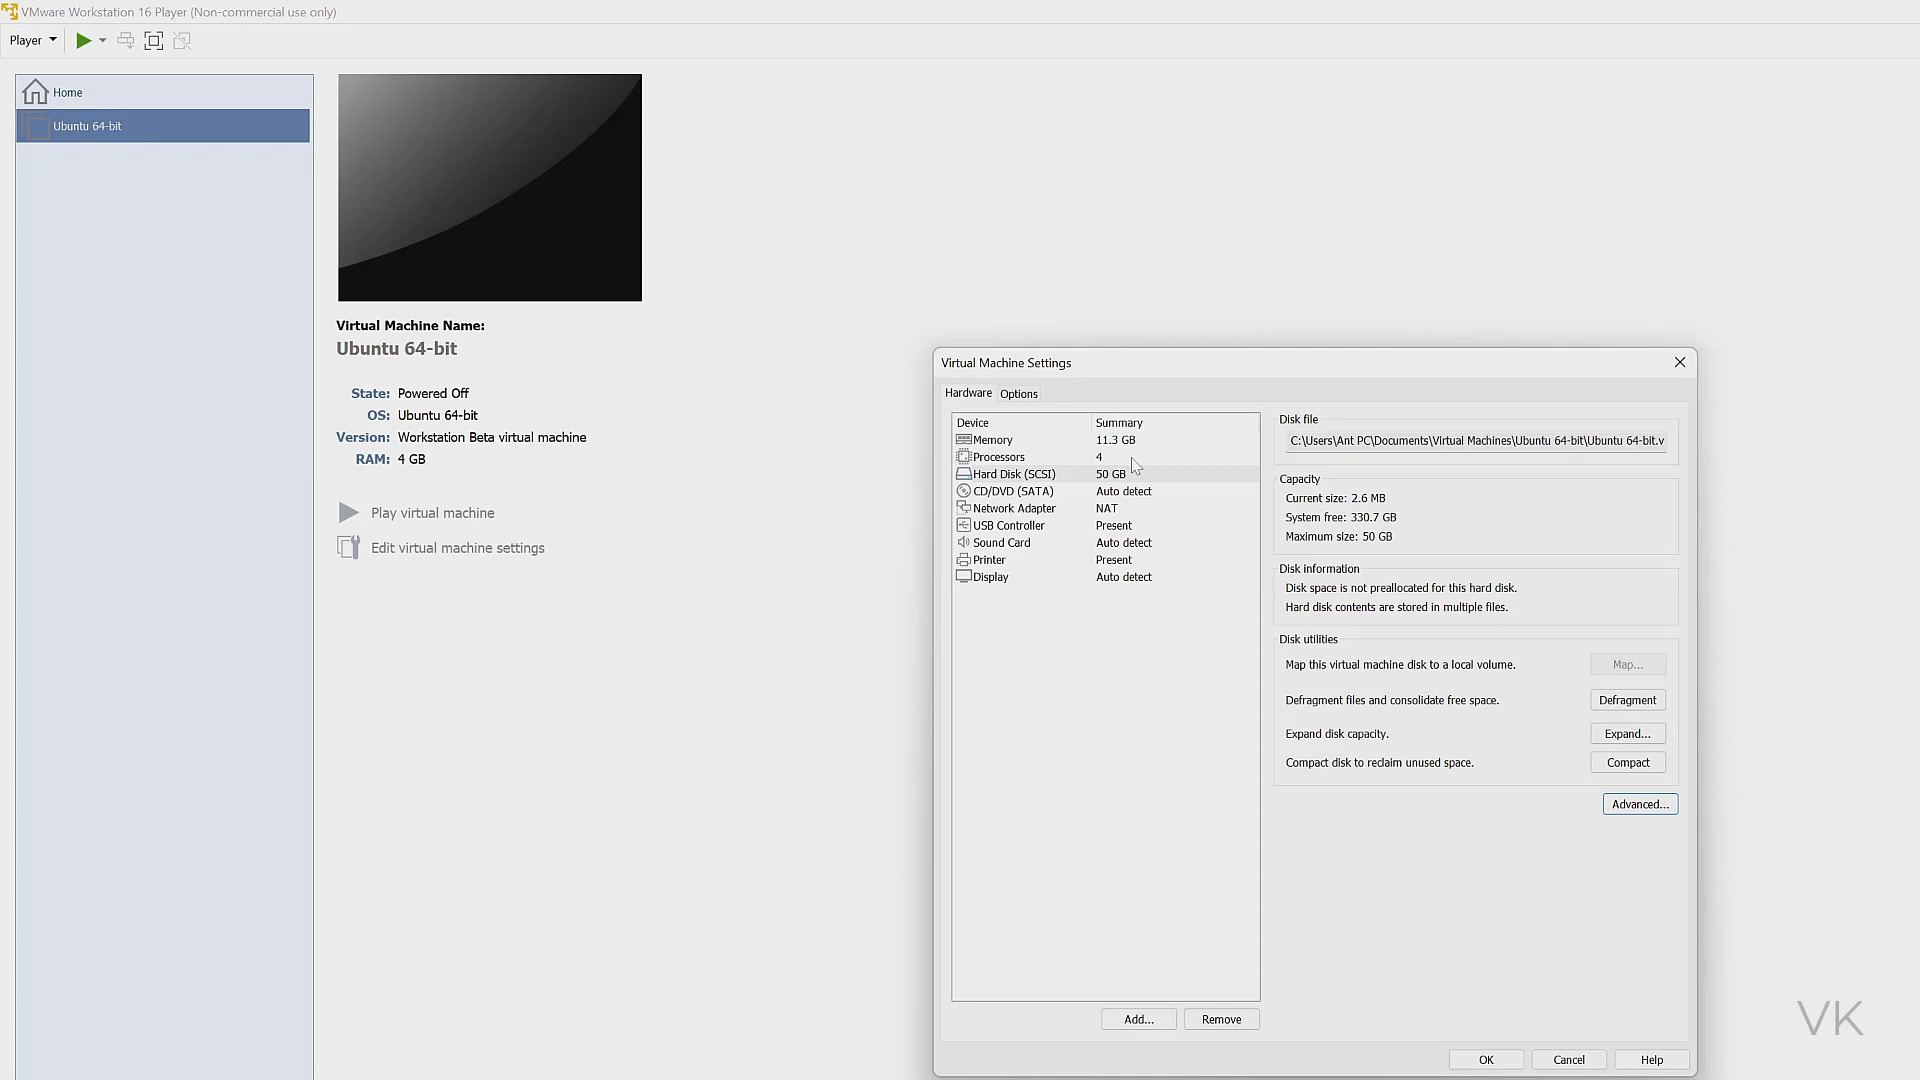 VMware Workstation 16 Player (Non-commercial use only)
Player
Home
Ubuntu 64-bit
Virtual Machine Name:
Ubuntu 64-bit
State: Powered Off
OS: Ubuntu 64-bit
Version: Workstation Beta virtual machine
RAM: 4 GB
Play virtual machine
Edit virtual machine settings
Virtual Machine Settings
Hardware Options
Device Summary
Memory 11.3 GB
Processors 4
Hard Disk (SCSI) 50 GB
CD/DVD (SATA) Auto detect
Network Adapter NAT
USB Controller Present
Sound Card Auto detect
Printer Present
Display Auto detect
Add... Remove
Disk file
C:\Users\Ant PC\Documents\Virtual Machines\Ubuntu 64-bit\Ubuntu 64-bit.v
Capacity
Current size: 2.6 MB
System free: 330.7 GB
Maximum size: 50 GB
Disk information
Disk space is not preallocated for this hard disk.
Hard disk contents are stored in multiple files.
Disk utilities
Map this virtual machine disk to a local volume. Map...
Defragment files and consolidate free space. Defragment
Expand disk capacity. Expand...
Compact disk to reclaim unused space. Compact
Advanced...
OK Cancel Help
VK